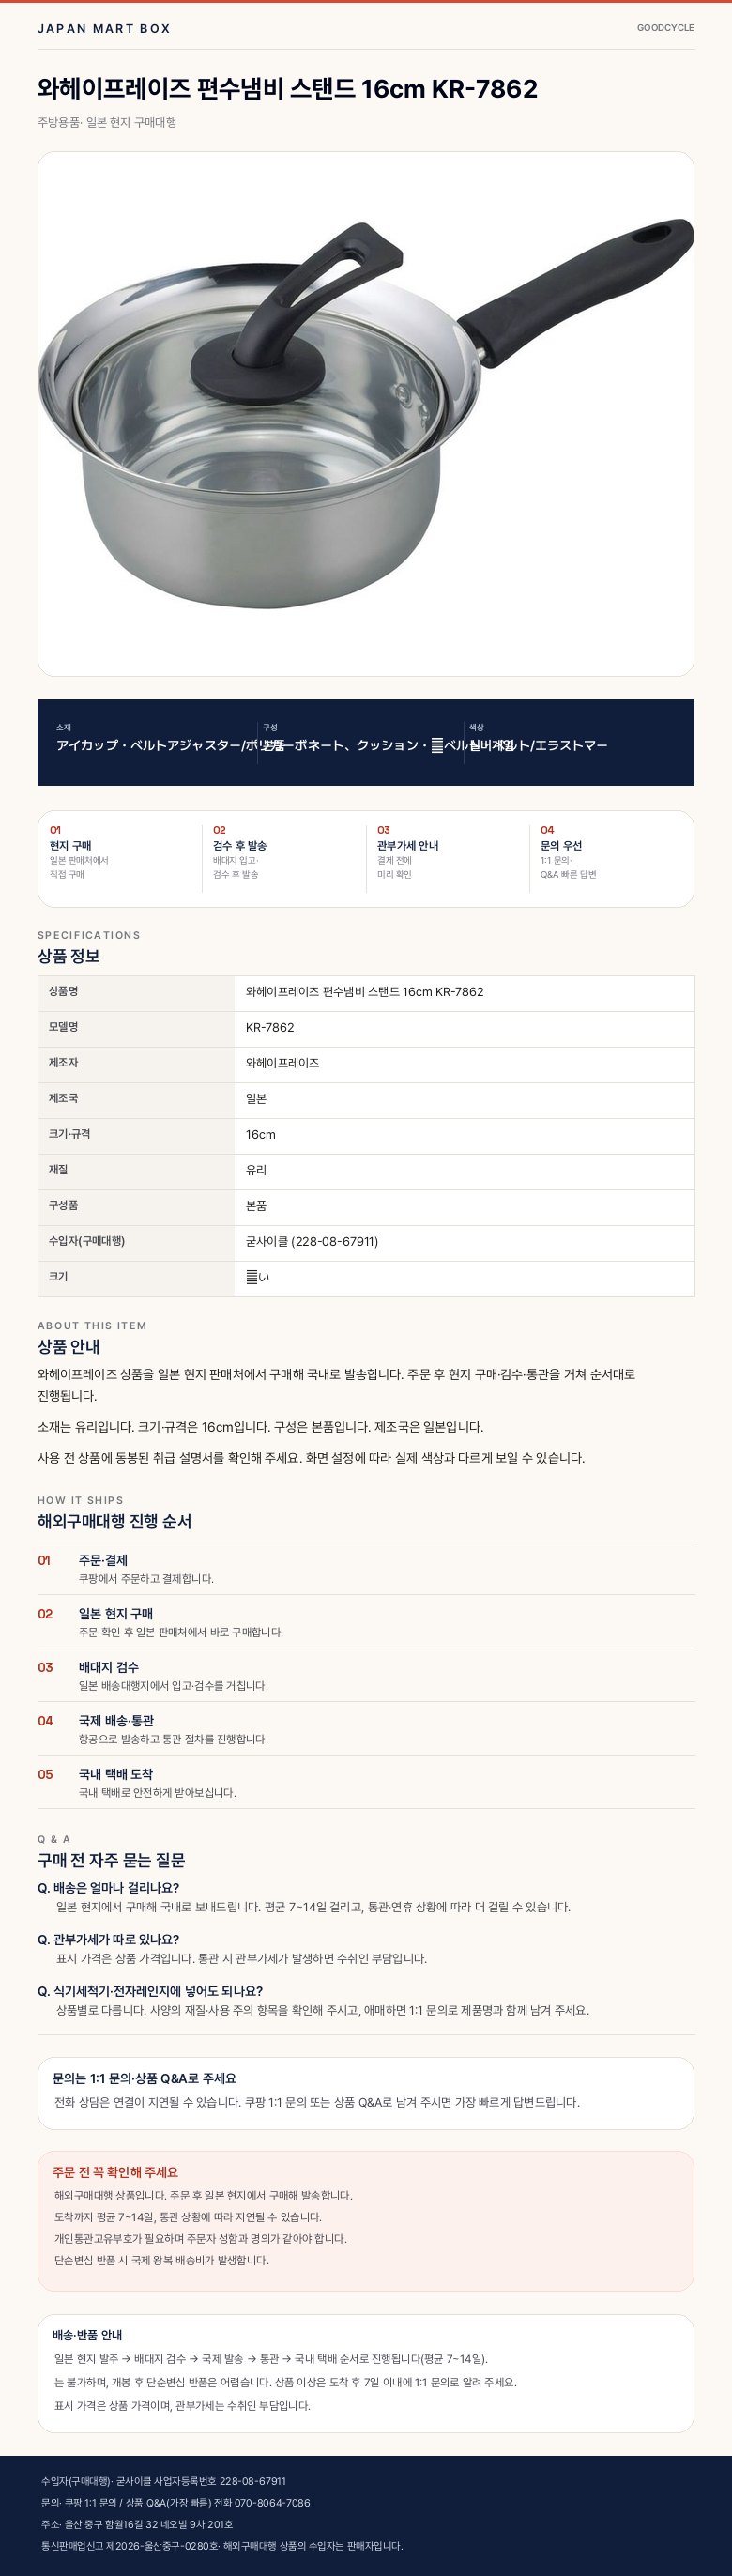 JAPAN MART BOX
GOODCYCLE
와헤이프레이즈 편수냄비 스탠드 16cm KR-7862
주방용품· 일본 현지 구매대행
소재
구성
색상
アイカップ・ベルトアジャスター/ポリカーボネート、クッション・ベルト/エラストマー
01
현지 구매
일본 판매처에서
직접 구매
02
검수 후 발송
배대지 입고·
검수 후 발송
03
관부가세 안내
결제 전에
미리 확인
04
문의 우선
1:1 문의·
Q&A 빠른 답변
SPECIFICATIONS
상품 정보
상품명 와헤이프레이즈 편수냄비 스탠드 16cm KR-7862
모델명 KR-7862
제조자 와헤이프레이즈
제조국 일본
크기·규격 16cm
재질 유리
구성품 본품
수입자(구매대행) 굳사이클 (228-08-67911)
크기 い
ABOUT THIS ITEM
상품 안내
와헤이프레이즈 상품을 일본 현지 판매처에서 구매해 국내로 발송합니다. 주문 후 현지 구매·검수·통관을 거쳐 순서대로
진행됩니다.
소재는 유리입니다. 크기·규격은 16cm입니다. 구성은 본품입니다. 제조국은 일본입니다.
사용 전 상품에 동봉된 취급 설명서를 확인해 주세요. 화면 설정에 따라 실제 색상과 다르게 보일 수 있습니다.
HOW IT SHIPS
해외구매대행 진행 순서
01 주문·결제
쿠팡에서 주문하고 결제합니다.
02 일본 현지 구매
주문 확인 후 일본 판매처에서 바로 구매합니다.
03 배대지 검수
일본 배송대행지에서 입고·검수를 거칩니다.
04 국제 배송·통관
항공으로 발송하고 통관 절차를 진행합니다.
05 국내 택배 도착
국내 택배로 안전하게 받아보십니다.
Q & A
구매 전 자주 묻는 질문
Q. 배송은 얼마나 걸리나요?
일본 현지에서 구매해 국내로 보내드립니다. 평균 7~14일 걸리고, 통관·연휴 상황에 따라 더 걸릴 수 있습니다.
Q. 관부가세가 따로 있나요?
표시 가격은 상품 가격입니다. 통관 시 관부가세가 발생하면 수취인 부담입니다.
Q. 식기세척기·전자레인지에 넣어도 되나요?
상품별로 다릅니다. 사양의 재질·사용 주의 항목을 확인해 주시고, 애매하면 1:1 문의로 제품명과 함께 남겨 주세요.
문의는 1:1 문의·상품 Q&A로 주세요
전화 상담은 연결이 지연될 수 있습니다. 쿠팡 1:1 문의 또는 상품 Q&A로 남겨 주시면 가장 빠르게 답변드립니다.
주문 전 꼭 확인해 주세요
해외구매대행 상품입니다. 주문 후 일본 현지에서 구매해 발송합니다.
도착까지 평균 7~14일, 통관 상황에 따라 지연될 수 있습니다.
개인통관고유부호가 필요하며 주문자 성함과 명의가 같아야 합니다.
단순변심 반품 시 국제 왕복 배송비가 발생합니다.
배송·반품 안내
일본 현지 발주 → 배대지 검수 → 국제 발송 → 통관 → 국내 택배 순서로 진행됩니다(평균 7~14일).
는 불가하며, 개봉 후 단순변심 반품은 어렵습니다. 상품 이상은 도착 후 7일 이내에 1:1 문의로 알려 주세요.
표시 가격은 상품 가격이며, 관부가세는 수취인 부담입니다.
수입자(구매대행)· 굳사이클 사업자등록번호 228-08-67911
문의· 쿠팡 1:1 문의 / 상품 Q&A(가장 빠름) 전화 070-8064-7086
주소· 울산 중구 함월16길 32 네오빌 9차 201호
통신판매업신고 제2026-울산중구-0280호· 해외구매대행 상품의 수입자는 판매자입니다.